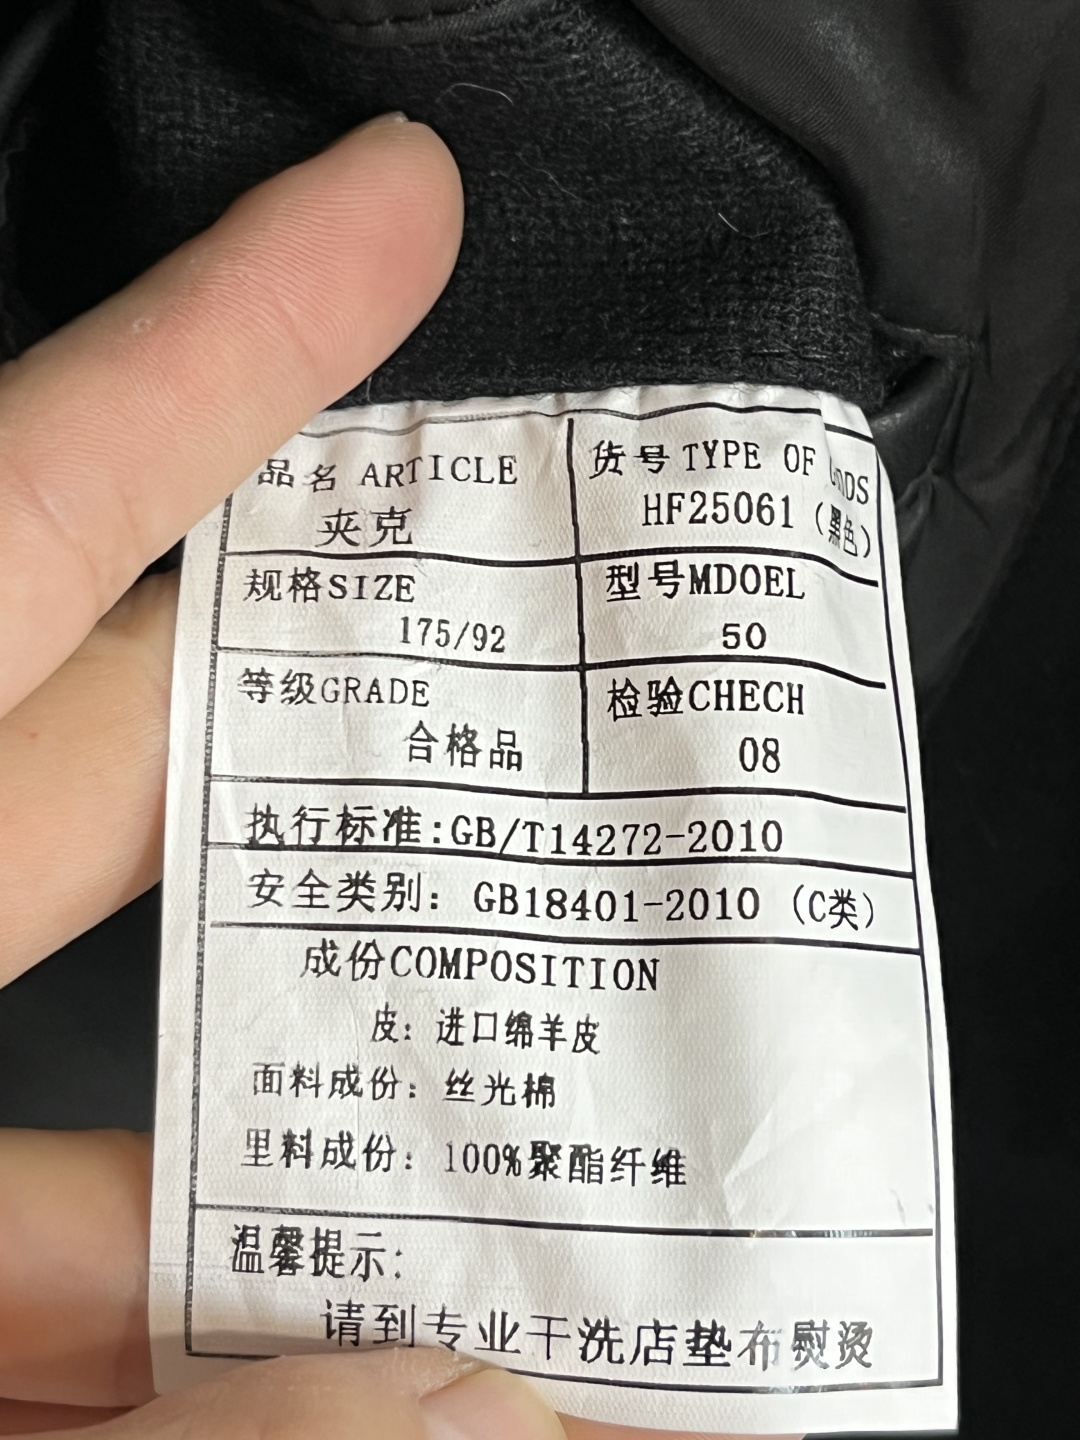 品名 ARTICLE
夹克
货号 TYPE OF
HF25061 (黑色)
规格SIZE
175/92
型号MDOEL
50
等级GRADE
合格品
检验CHECH
08
执行标准:GB/T14272-2010
安全类别: GB18401-2010 (C类)
成份COMPOSITION
皮: 进口绵羊皮
面料成份: 丝光棉
里料成份: 100%聚酯纤维
温馨提示:
请到专业干洗店垫布熨烫